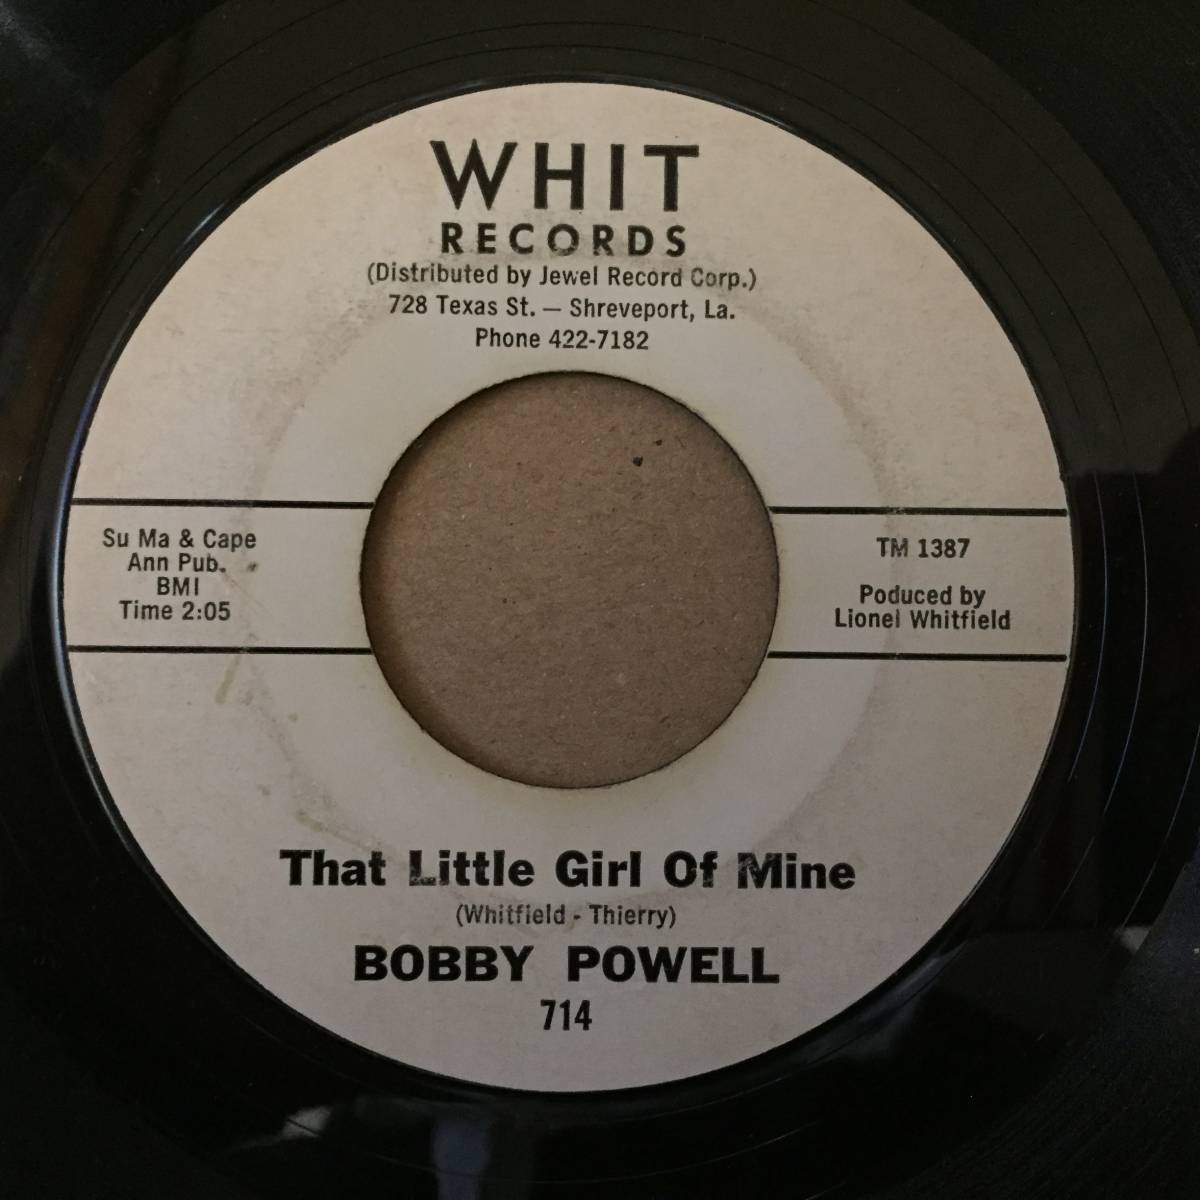 WHIT
RECORDS
(Distributed by Jewel Record Corp.)
728 Texas St. — Shreveport, La.
Phone 422-7182
Su Ma & Cape
Ann Pub.
BMI
Time 2:05
TM 1387
Poduced by
Lionel Whitfield
That Little Girl Of Mine
(Whitfield - Thierry)
BOBBY POWELL
714